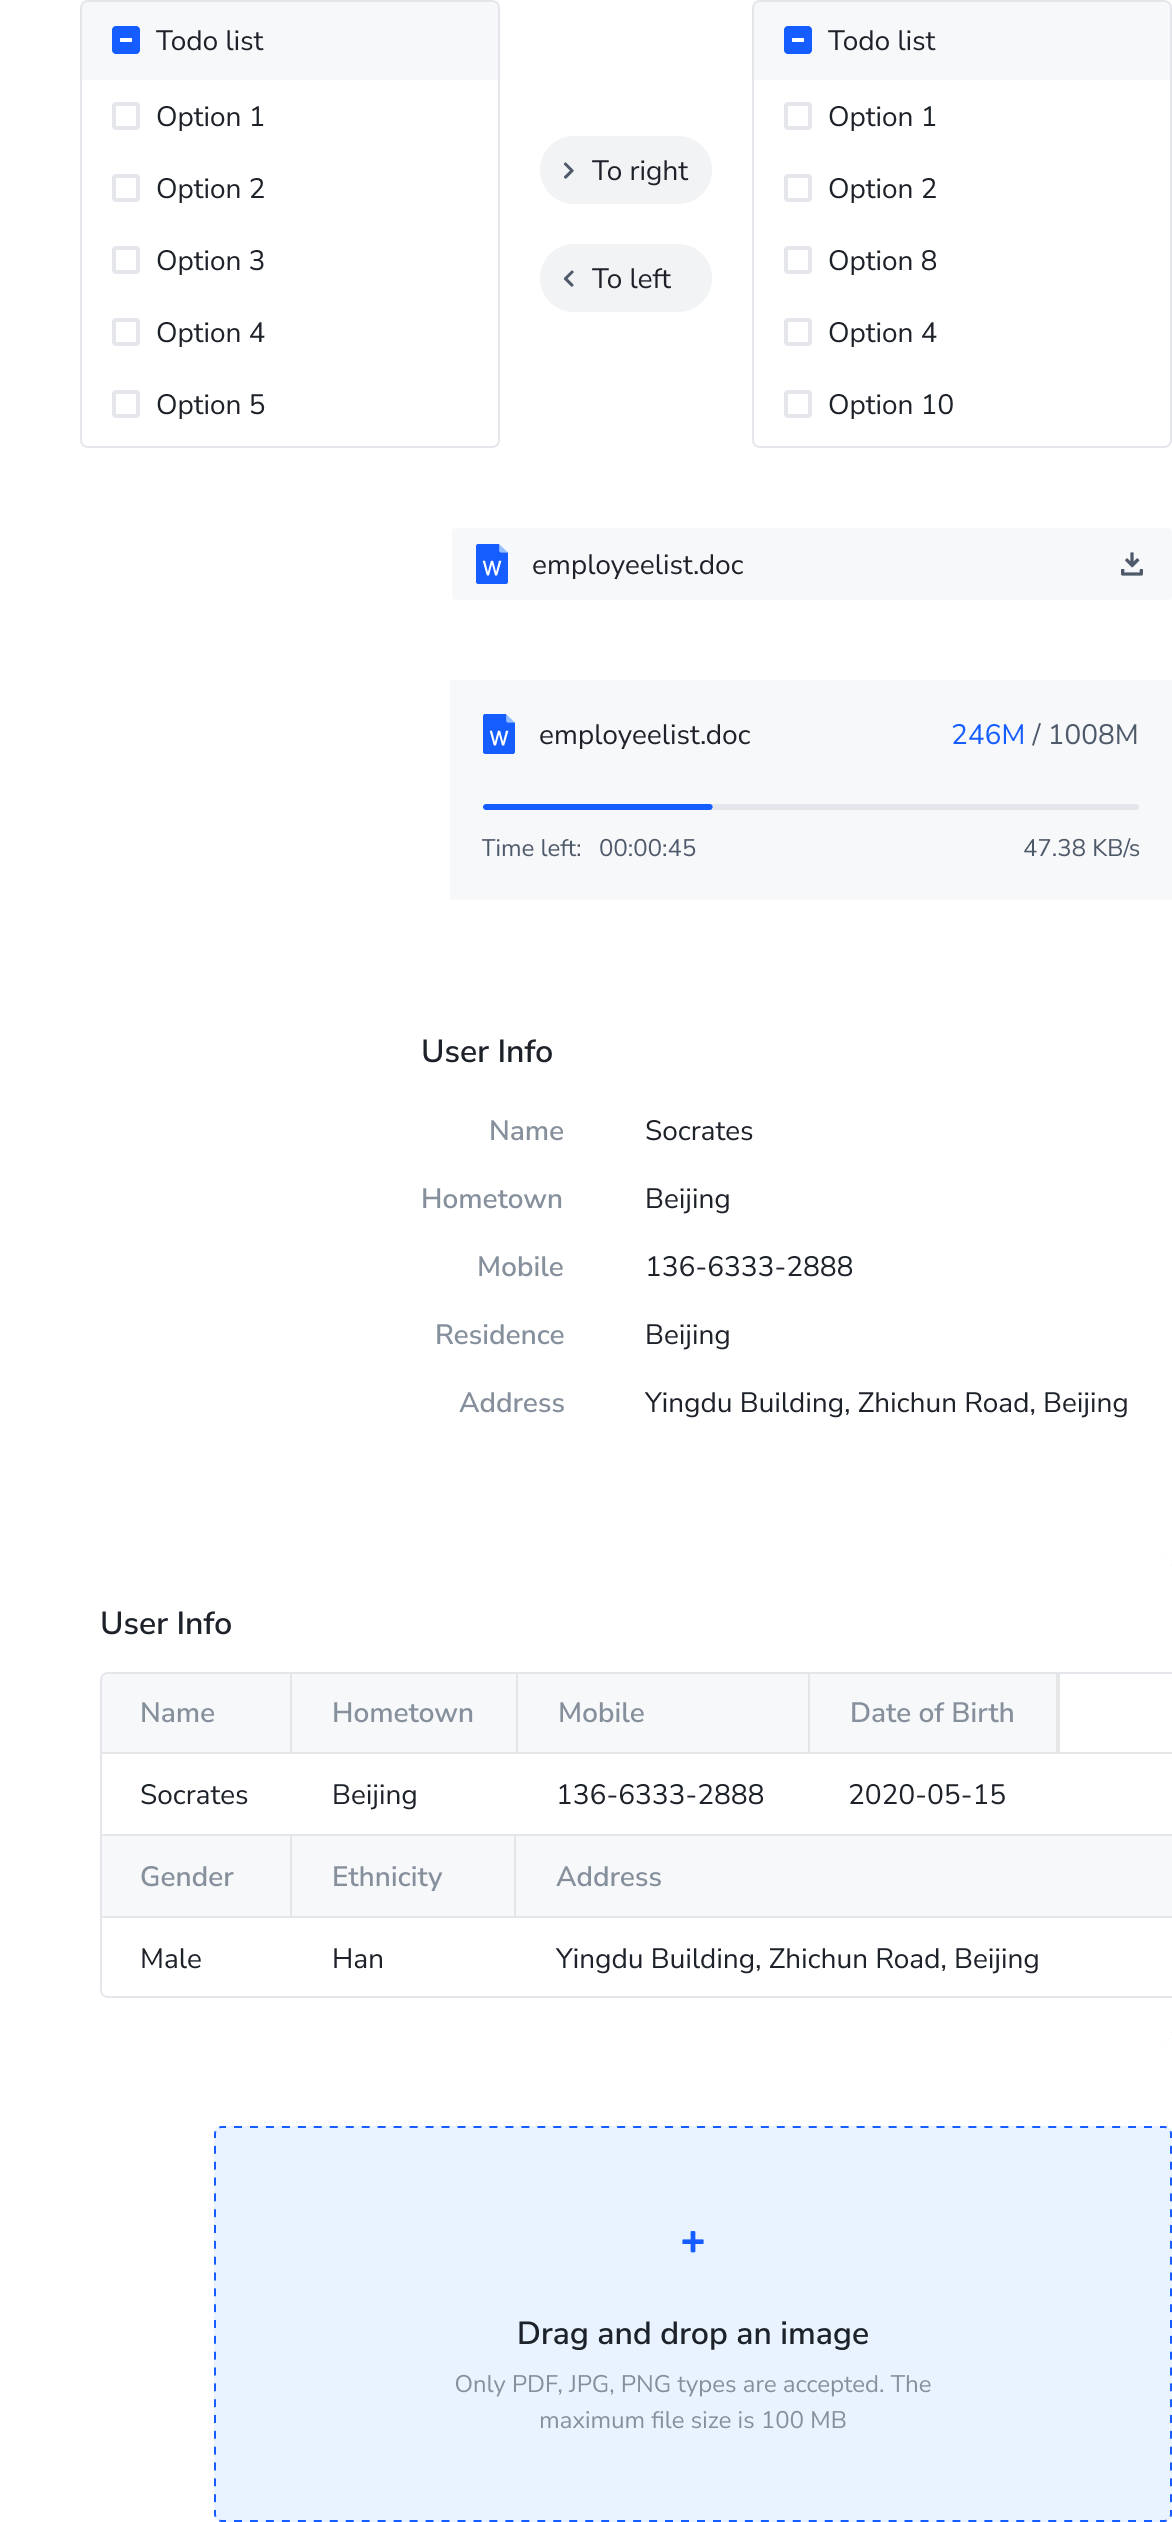 Todo list
Option 1
Option 2
Option 3
Option 4
Option 5
To right
To left
Todo list
Option 1
Option 2
Option 8
Option 4
Option 10
W employeelist.doc
W employeelist.doc 246M / 1008M
Time left: 00:00:45 47.38 KB/s
User Info
Name Socrates
Hometown Beijing
Mobile 136-6333-2888
Residence Beijing
Address Yingdu Building, Zhichun Road, Beijing
User Info
Name Hometown Mobile Date of Birth
Socrates Beijing 136-6333-2888 2020-05-15
Gender Ethnicity Address
Male Han Yingdu Building, Zhichun Road, Beijing
Drag and drop an image
Only PDF, JPG, PNG types are accepted. The
maximum file size is 100 MB